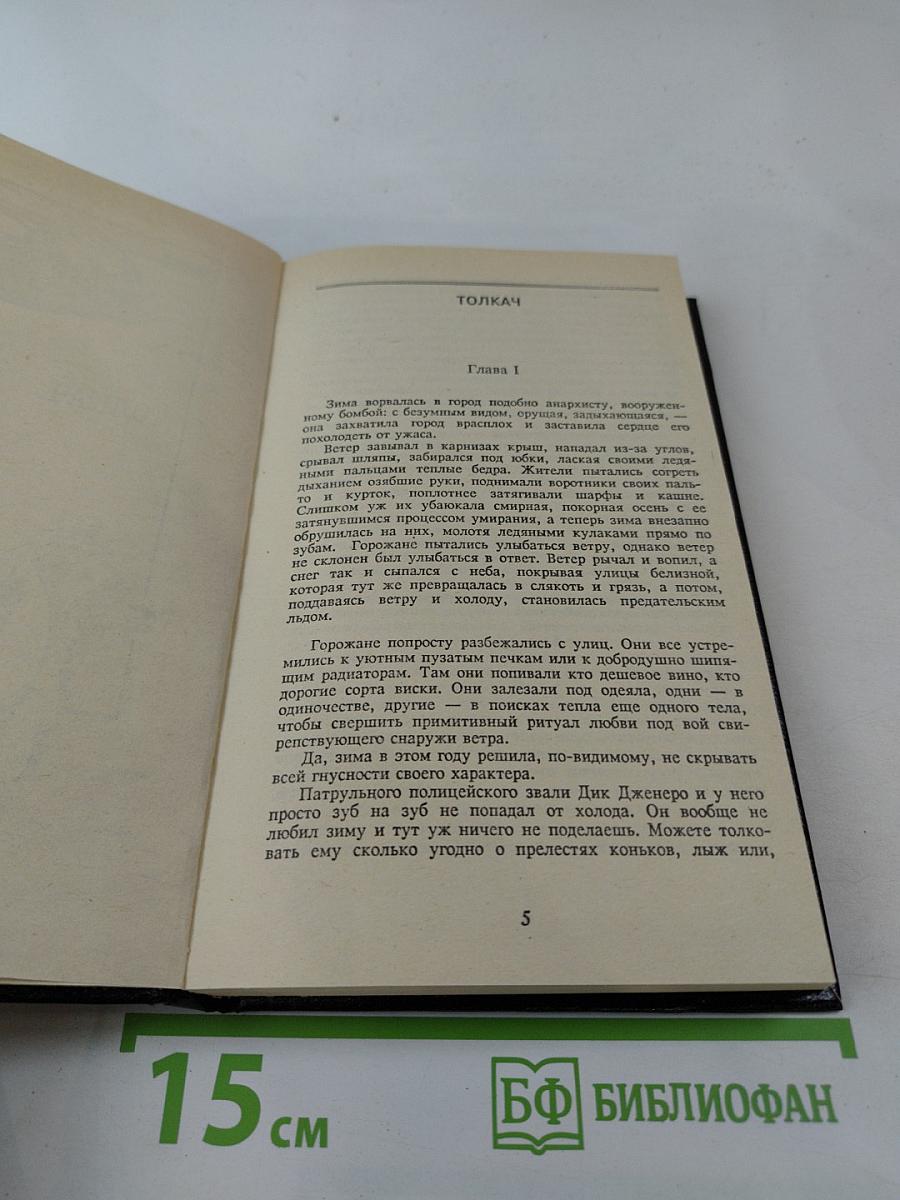 ТОЛКАЧ
Глава I
Зима ворвалась в город подобно анархисту, вооружен-
ному бомбой: с безумным видом, орущая, задыхающаяся, —
она захватила город врасплох и заставила сердце его
похолодеть от ужаса.
Ветер завывал в карнизах крыш, нападал из-за углов,
срывал шляпы, забирался под юбки, лаская своими ледя-
ными пальцами теплые бедра. Жители пытались согреть
дыханием озябшие руки, поднимали воротники своих паль-
то и курток, поплотнее затягивали шарфы и кашне.
Слишком уж их убаюкала смирная, покорная осень с ее
затянувшимся процессом умирания, а теперь зима внезапно
обрушилась на них, молотя ледяными кулаками прямо по
зубам. Горожане пытались улыбаться ветру, однако ветер
не склонен был улыбаться в ответ. Ветер рычал и вопил, а
снег так и сыпался с неба, покрывая улицы белизной,
которая тут же превращалась в слякоть и грязь, а потом,
поддаваясь ветру и холоду, становилась предательским
льдом.
Горожане попросту разбежались с улиц. Они все устре-
мились к уютным пузатым печкам или к добродушно шипя-
щим радиаторам. Там они попивали кто дешевое вино, кто
дорогие сорта виски. Они залезали под одеяла, одни — в
одиночестве, другие — в поисках тепла еще одного тела,
чтобы свершить примитивный ритуал любви под вой сви-
репствующего снаружи ветра.
Да, зима в этом году решила, по-видимому, не скрывать
всей гнусности своего характера.
Патрульного полицейского звали Дик Дженеро и у него
просто зуб на зуб не попадал от холода. Он вообще не
любил зиму и тут уж ничего не поделаешь. Можете толко-
вать ему сколько угодно о прелестях коньков, лыж или,
5
15 см
БФ БИБЛИОФАН